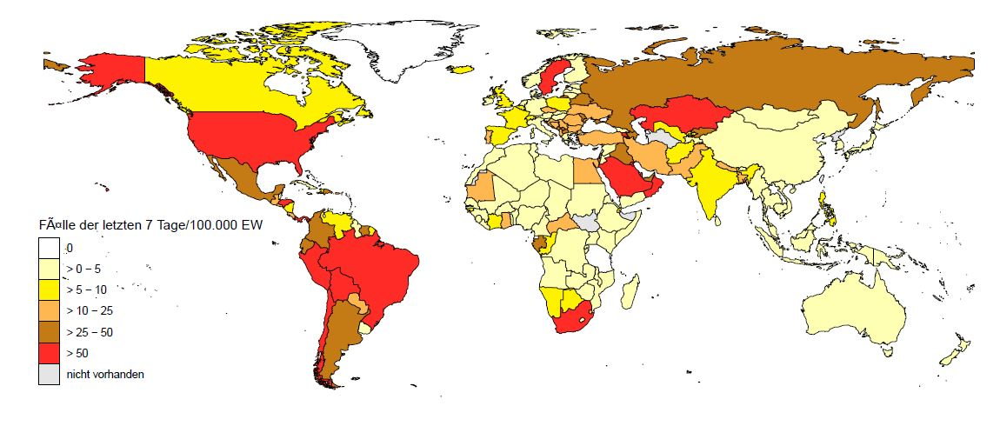 FÃ¤lle der letzten 7 Tage/100.000 EW
0
> 0 – 5
> 5 – 10
> 10 – 25
> 25 – 50
> 50
nicht vorhanden